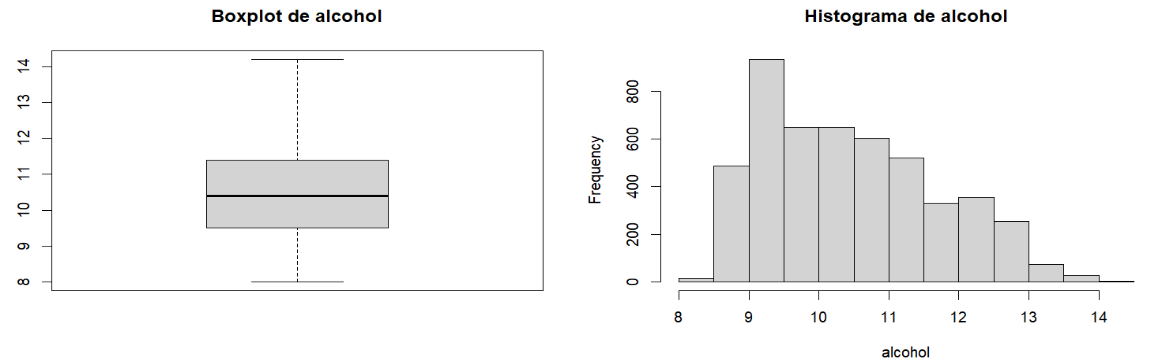 Boxplot de alcohol
14
13
12
11
10
9
8
Histograma de alcohol
Frequency
800
600
400
200
0
8 9 10 11 12 13 14
alcohol